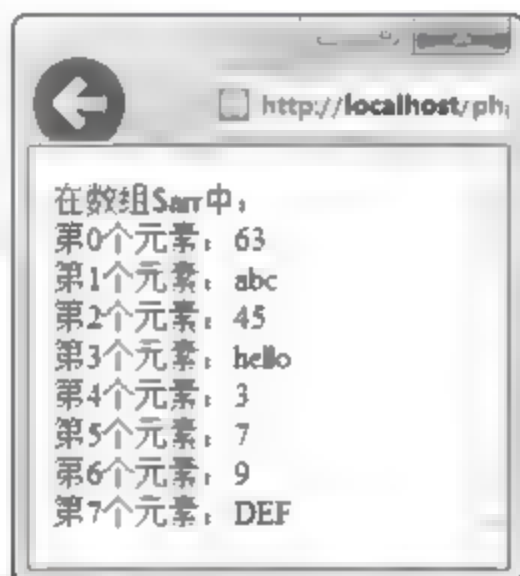 http://localhost/ph
在数组$arr中：
第0个元素：63
第1个元素：abc
第2个元素：45
第3个元素：hello
第4个元素：3
第5个元素：7
第6个元素：9
第7个元素：DEF